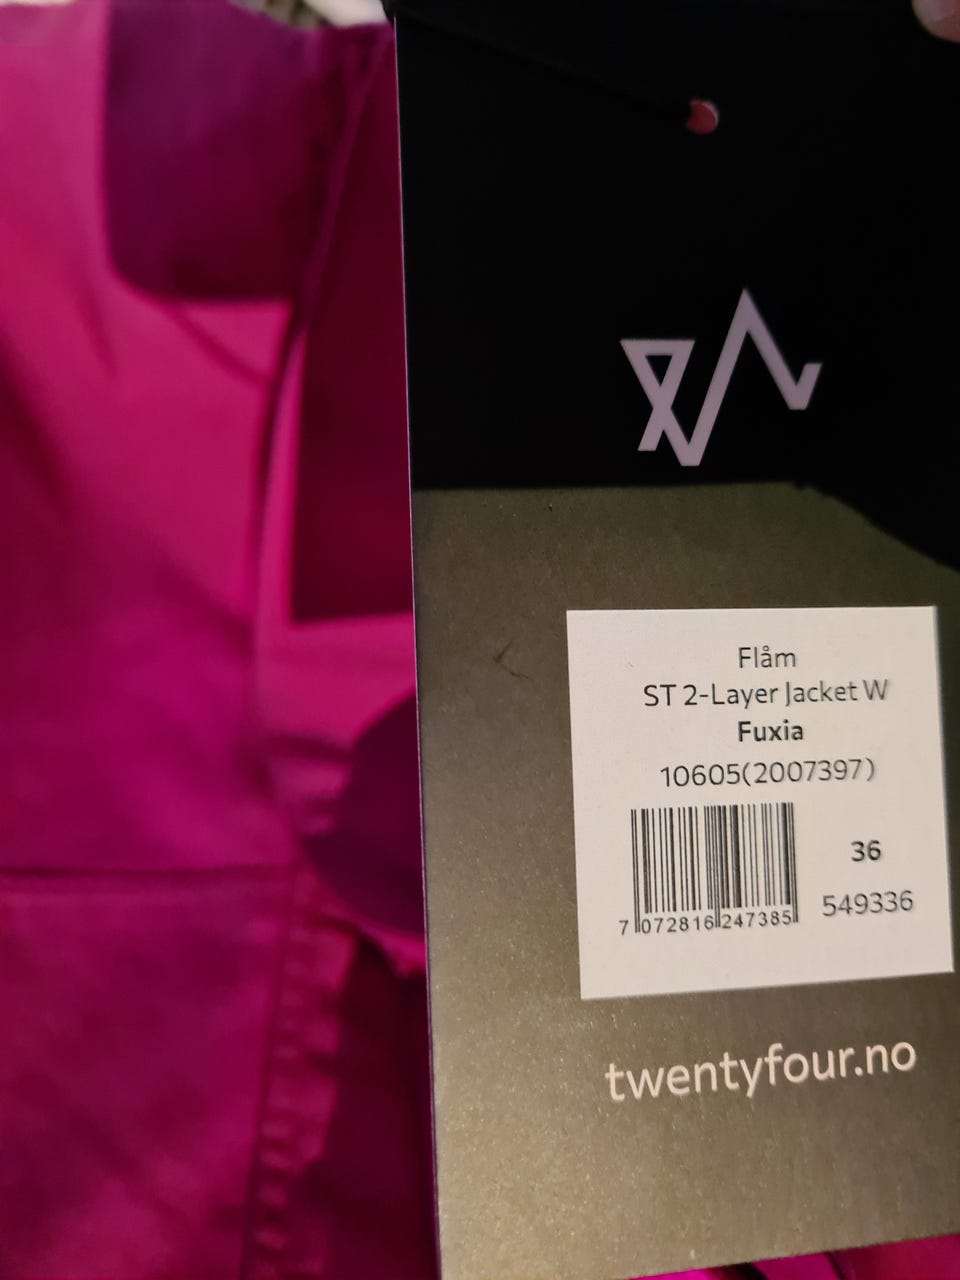 Flåm
ST 2-Layer Jacket W
Fuxia
10605(2007397)
36
7 072816 247385
549336
twentyfour.no